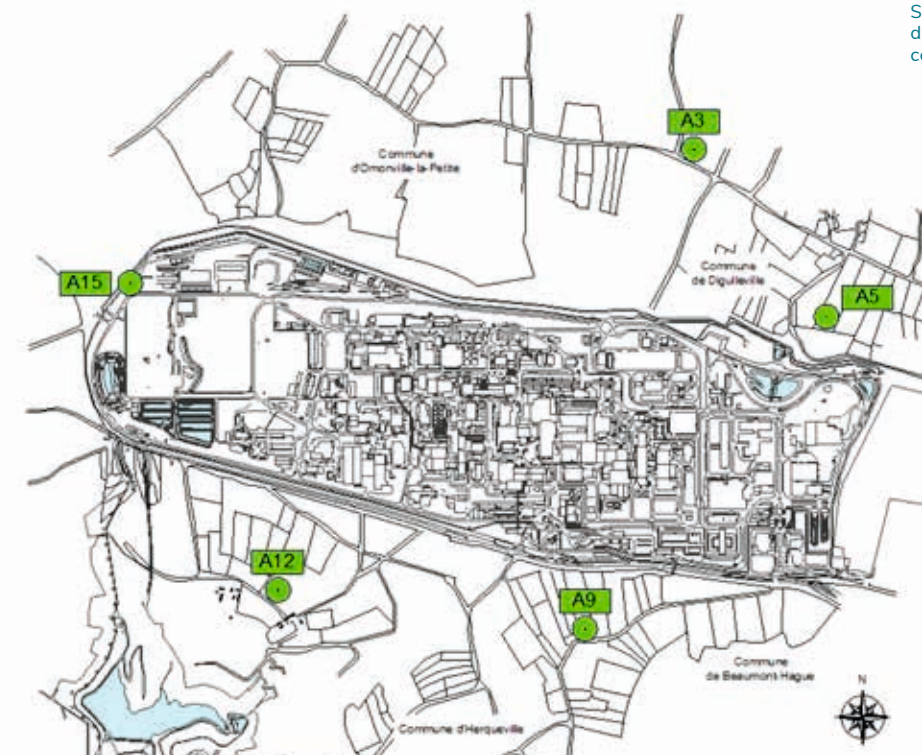 A3
Commune
d'Omonville-la-Petite
Commune
de Digulleville
A15
A5
A12
A9
Commune
de Beaumont-Hague
N
Commune d'Herqueville